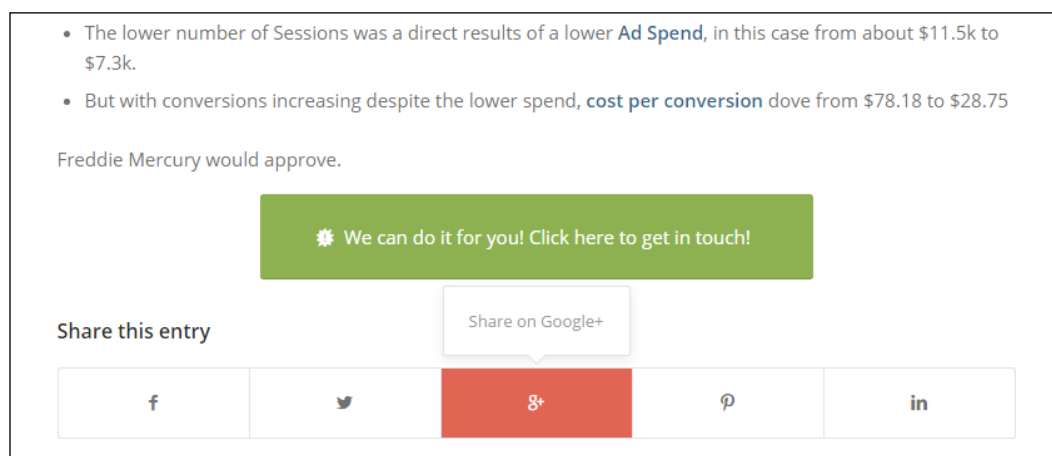 • The lower number of Sessions was a direct results of a lower Ad Spend, in this case from about $11.5k to
$7.3k.
• But with conversions increasing despite the lower spend, cost per conversion dove from $78.18 to $28.75
Freddie Mercury would approve.
We can do it for you! Click here to get in touch!
Share on Google+
Share this entry
f g+ in